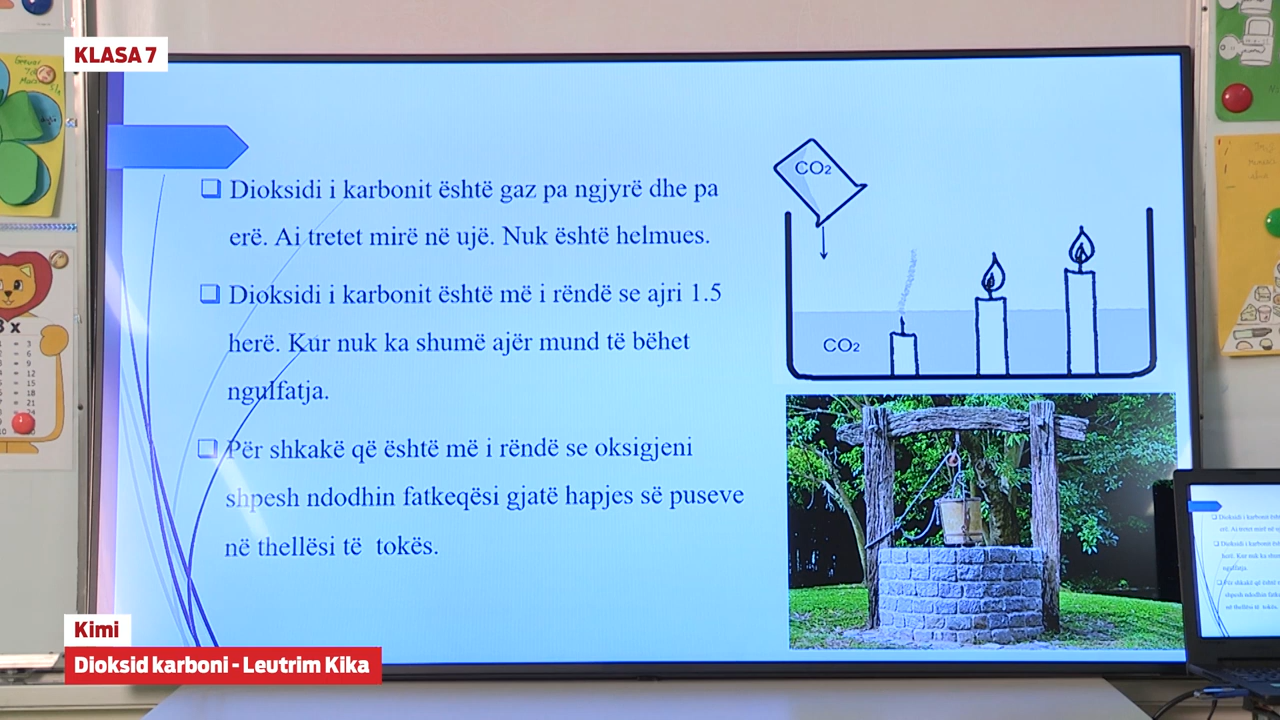 KLASA 7
❑ Dioksidi i karbonit është gaz pa ngjyrë dhe pa
erë. Ai tretet mirë në ujë. Nuk është helmues.
❑ Dioksidi i karbonit është më i rëndë se ajri 1.5
herë. Kur nuk ka shumë ajër mund të bëhet
ngulfatja.
❑ Për shkakë që është më i rëndë se oksigjeni
shpesh ndodhin fatkeqësi gjatë hapjes së puseve
në thellësi të tokës.
CO₂
CO₂
Kimi
Dioksid karboni - Leutrim Kika